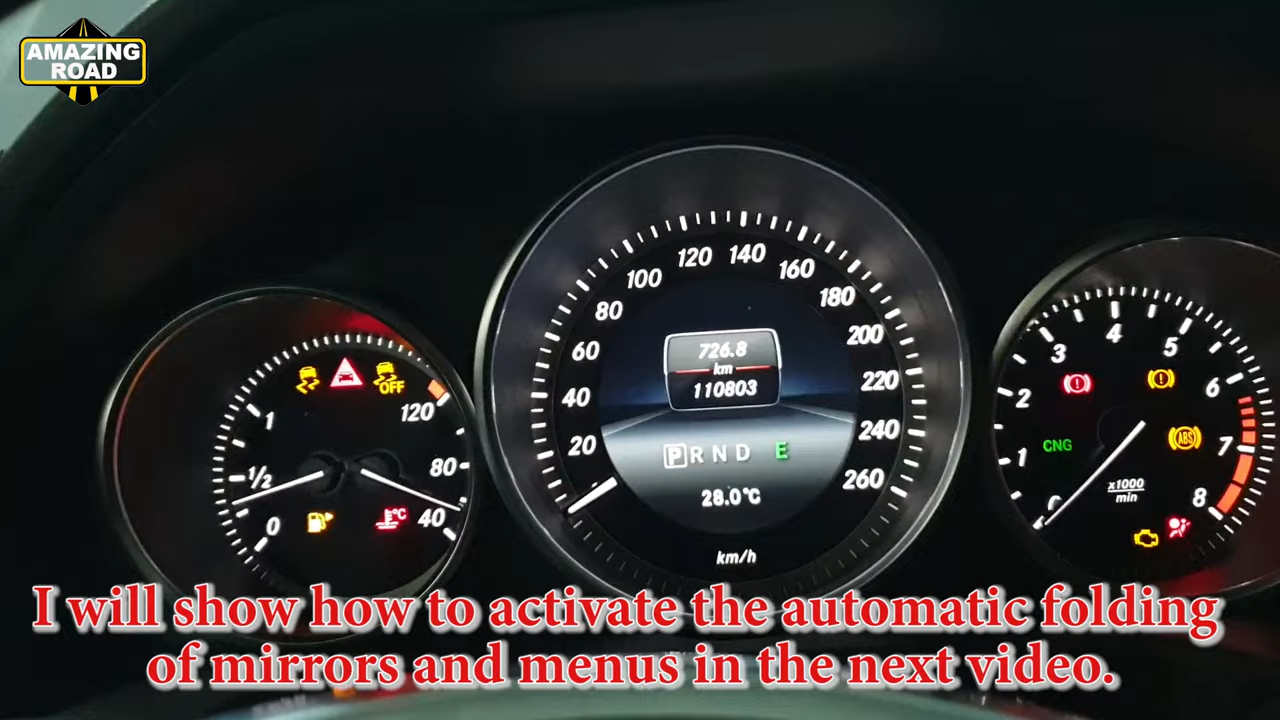 AMAZING
ROAD
20
40
60
80
100
120
140
160
180
200
220
240
260
726.8
km
110803
P R N D E
28.0°C
km/h
OFF
1
1/2
0
120
80
40
°C
0
1
2
3
4
5
6
7
8
CNG
ABS
x1000
min
I will show how to activate the automatic folding
of mirrors and menus in the next video.